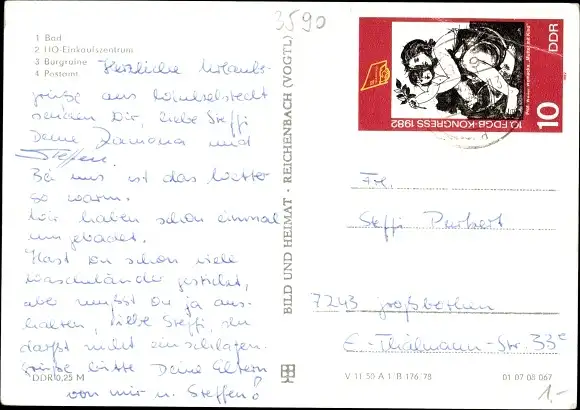 1 Bad
2 HO-Einkaufszentrum
3 Burgruine
4 Postamt
Herzliche Urlaubs-
grüße aus
senden Dir, liebe Steffi
Deine Ramona und
Steffen.
Bei uns ist das Wetter
so warm.
Wir haben schon einmal
gebadet.
Hast Du schon viele
gestickt,
aber mußt Du ja aus-
halten, liebe Steffi, Du
darfst nicht einschlagen.
Grüße bitte Deine Eltern
von mir u. Steffen!
DDR 0,25 M
BILD UND HEIMAT · REICHENBACH (VOGTL)
3590
10. FDGB-KONGRESS 1982
DDR
10
Frl.
Steffi
7243 Großbothen
E.-Thälmann-Str. 33c
V 11 50 A 1/B 176/78
01 07 08 067
1,-